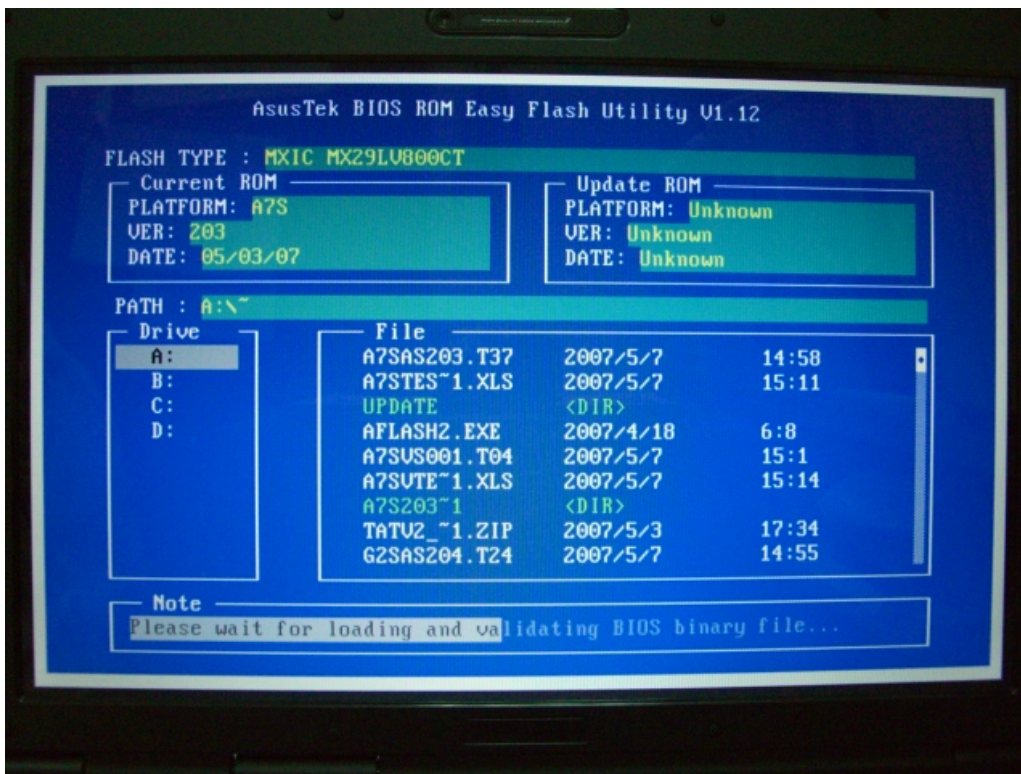 AsusTek BIOS ROM Easy Flash Utility V1.12
FLASH TYPE : MXIC MX29LV800CT
Current ROM
PLATFORM: A7S
VER: 203
DATE: 05/03/07
Update ROM
PLATFORM: Unknown
VER: Unknown
DATE: Unknown
PATH : A:\~
Drive
A:
B:
C:
D:
File
A7SAS203.T37 2007/5/7 14:58
A7STES~1.XLS 2007/5/7 15:11
UPDATE <DIR>
AFLASH2.EXE 2007/4/18 6:8
A7SVS001.T04 2007/5/7 15:1
A7SVTE~1.XLS 2007/5/7 15:14
A7S203~1 <DIR>
TATV2_~1.ZIP 2007/5/3 17:34
G2SAS204.T24 2007/5/7 14:55
Note
Please wait for loading and validating BIOS binary file...